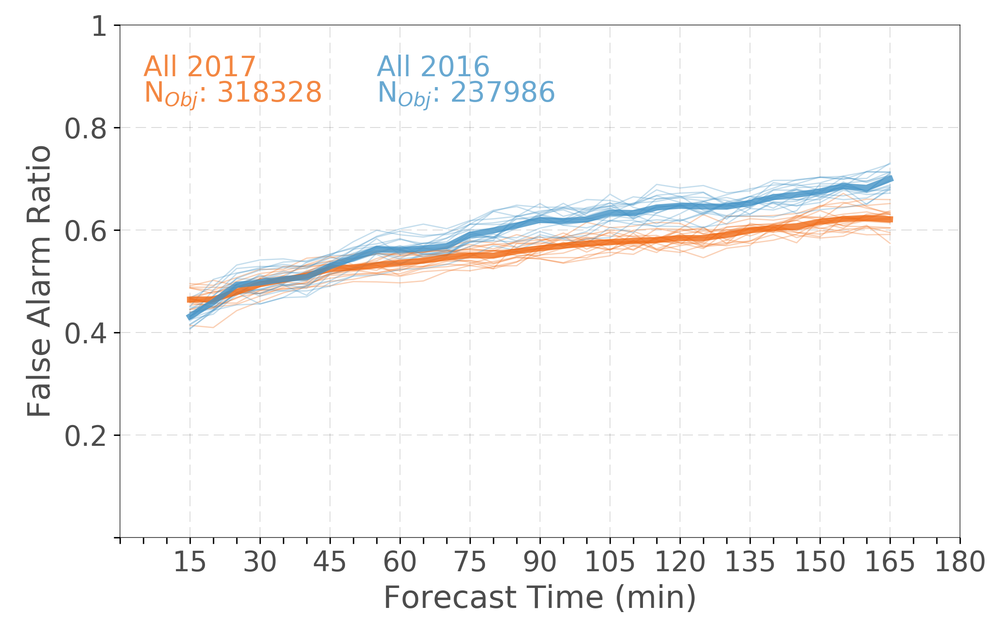 False Alarm Ratio
1
0.8
0.6
0.4
0.2
All 2017
N_Obj: 318328
All 2016
N_Obj: 237986
15 30 45 60 75 90 105 120 135 150 165 180
Forecast Time (min)